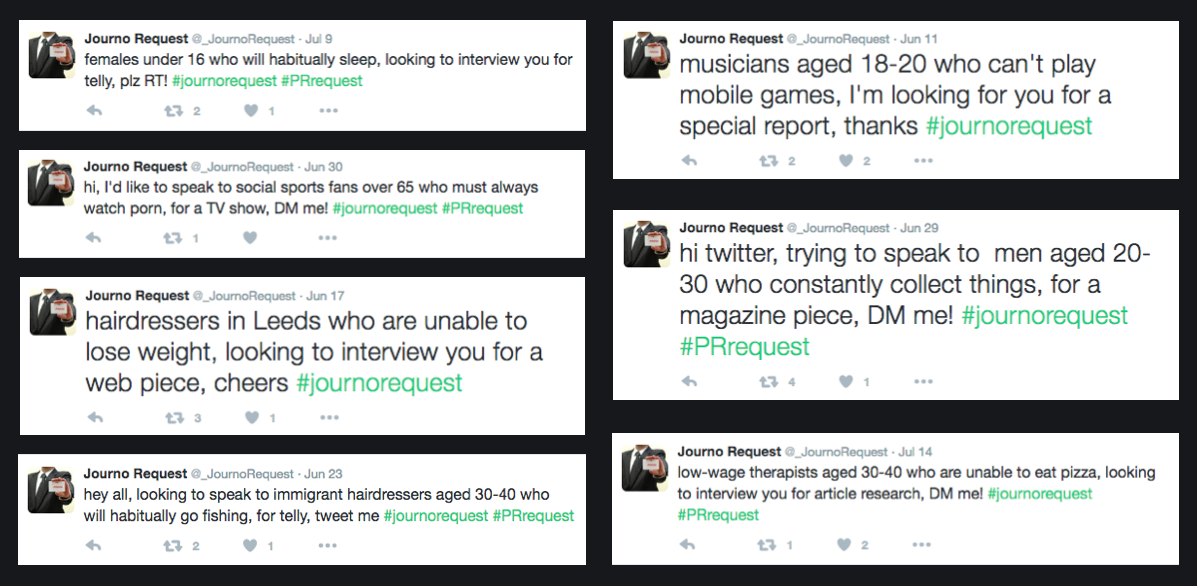 Journo Request @_JournoRequest · Jul 9
females under 16 who will habitually sleep, looking to interview you for
telly, plz RT! #journorequest #PRrequest
2 1
Journo Request @_JournoRequest · Jun 30
hi, I'd like to speak to social sports fans over 65 who must always
watch porn, for a TV show, DM me! #journorequest #PRrequest
1
Journo Request @_JournoRequest · Jun 17
hairdressers in Leeds who are unable to
lose weight, looking to interview you for a
web piece, cheers #journorequest
3 1
Journo Request @_JournoRequest · Jun 23
hey all, looking to speak to immigrant hairdressers aged 30-40 who
will habitually go fishing, for telly, tweet me #journorequest #PRrequest
2 1
Journo Request @_JournoRequest · Jun 11
musicians aged 18-20 who can't play
mobile games, I'm looking for you for a
special report, thanks #journorequest
2 2
Journo Request @_JournoRequest · Jun 29
hi twitter, trying to speak to  men aged 20-
30 who constantly collect things, for a
magazine piece, DM me! #journorequest
#PRrequest
4 1
Journo Request @_JournoRequest · Jul 14
low-wage therapists aged 30-40 who are unable to eat pizza, looking
to interview you for article research, DM me! #journorequest
#PRrequest
1 2